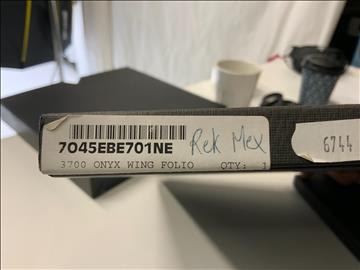 7045EBE701NE
Rek Mex
3700 ONYX WING FOLIO QTY: 1
6744